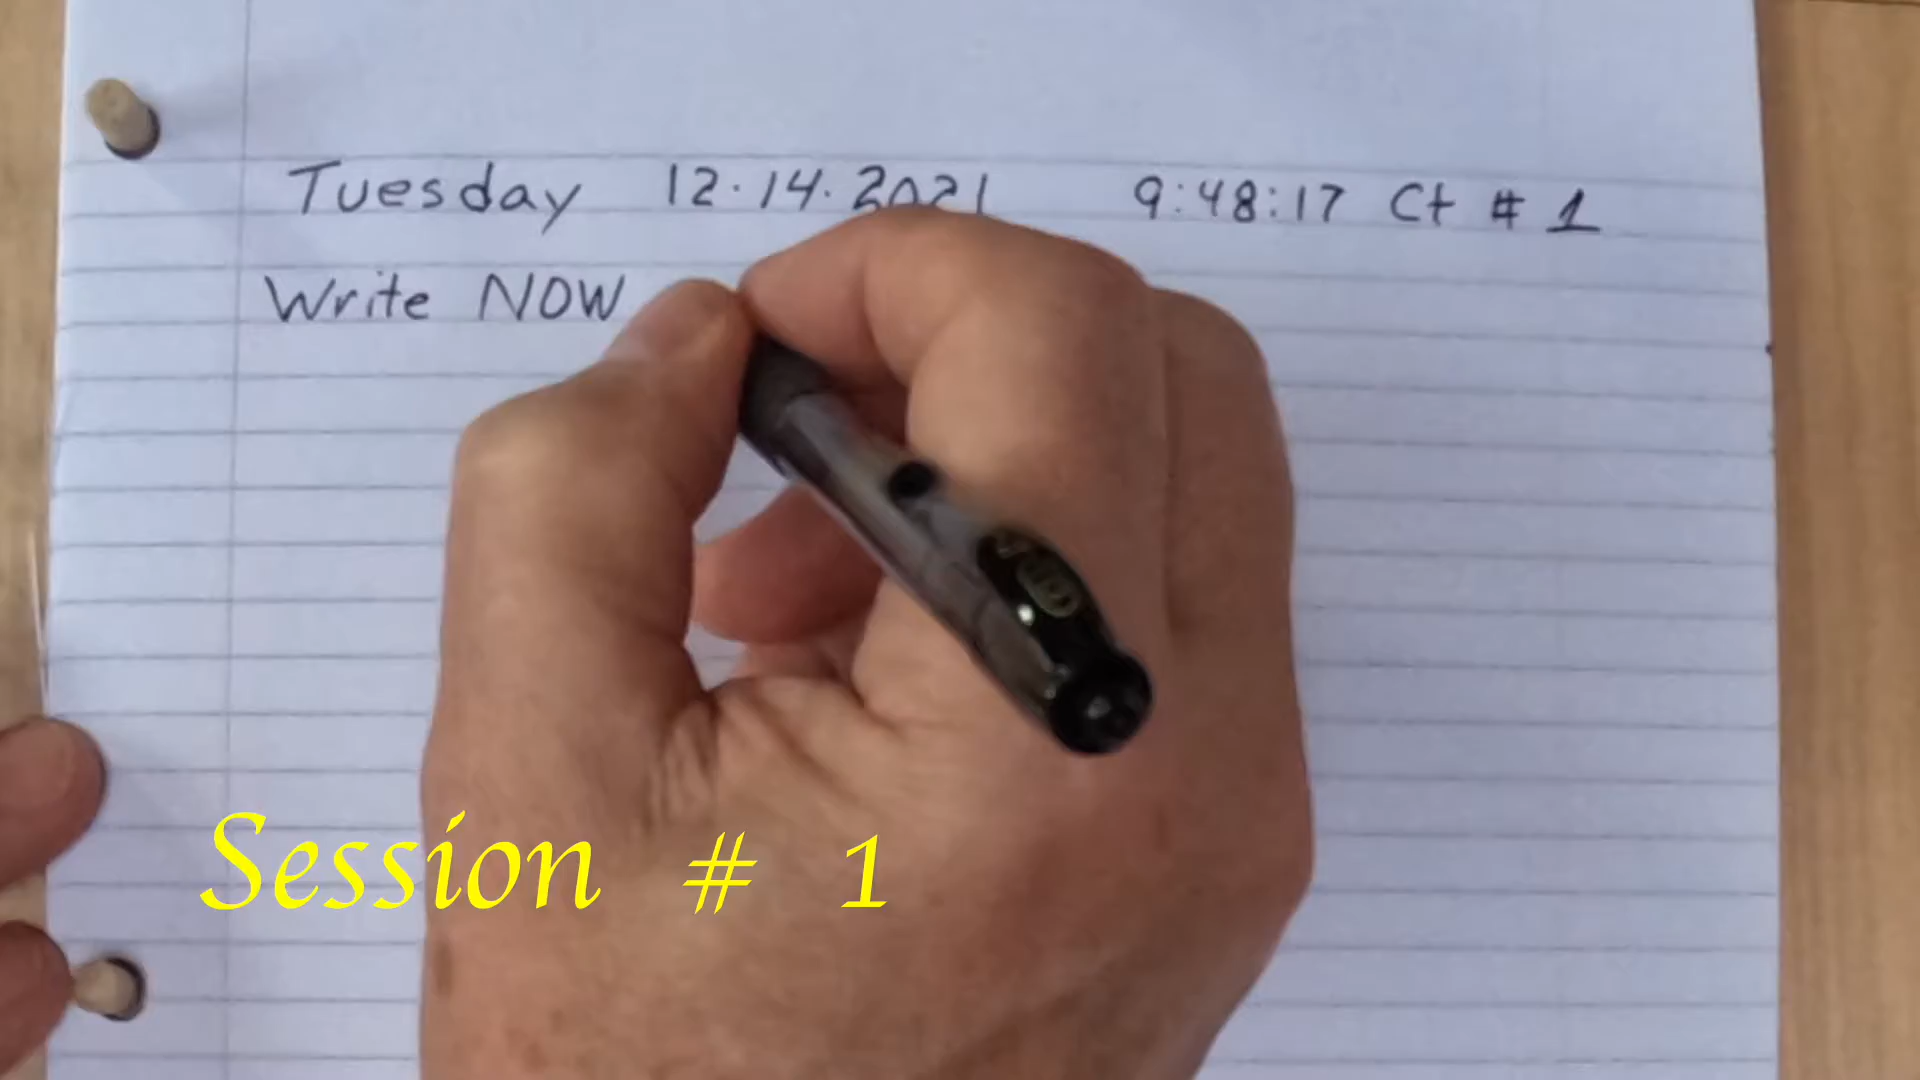 Tuesday 12.14.2021 9:48:17 Ct # 1
Write NOW
Session # 1